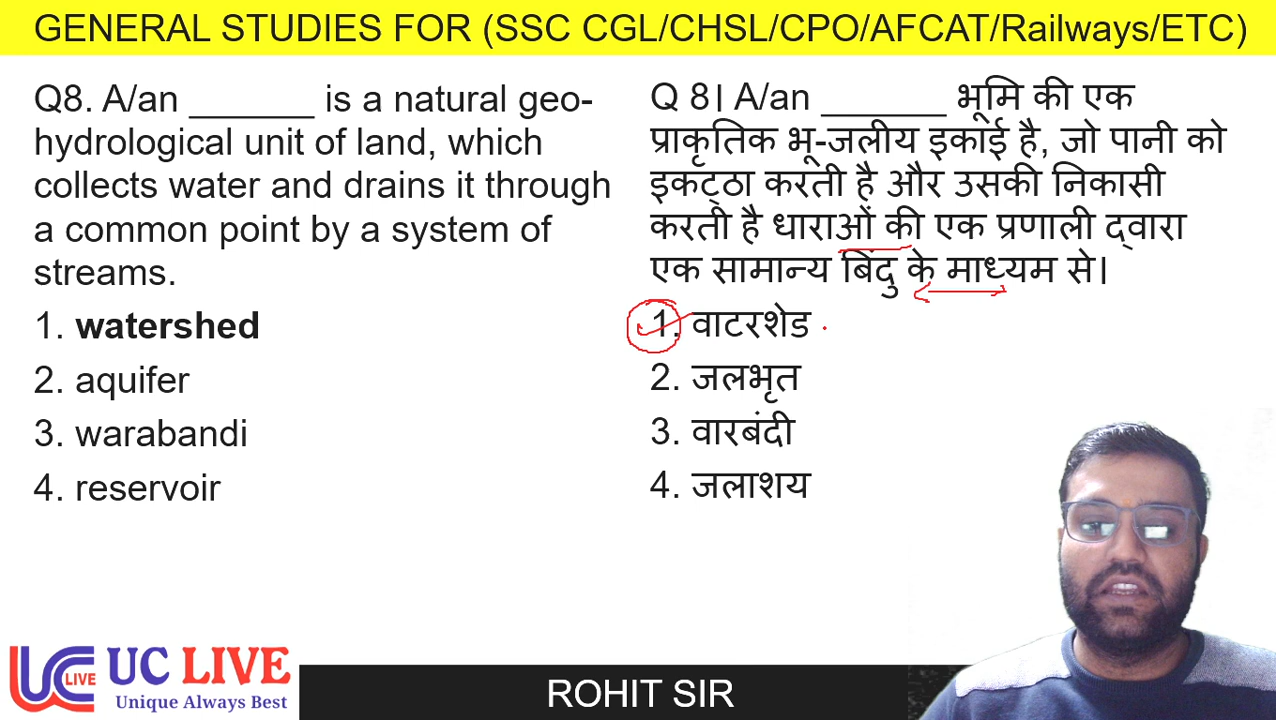 GENERAL STUDIES FOR (SSC CGL/CHSL/CPO/AFCAT/Railways/ETC)
Q8. A/an ______ is a natural geo-
hydrological unit of land, which
collects water and drains it through
a common point by a system of
streams.
1. watershed
2. aquifer
3. warabandi
4. reservoir
Q 8। A/an ______ भूमि की एक
प्राकृतिक भू-जलीय इकाई है, जो पानी को
इकट्ठा करती है और उसकी निकासी
करती है धाराओं की एक प्रणाली द्वारा
एक सामान्य बिंदु के माध्यम से।
1. वाटरशेड
2. जलभृत
3. वारबंदी
4. जलाशय
UC LIVE
LIVE
Unique Always Best
ROHIT SIR